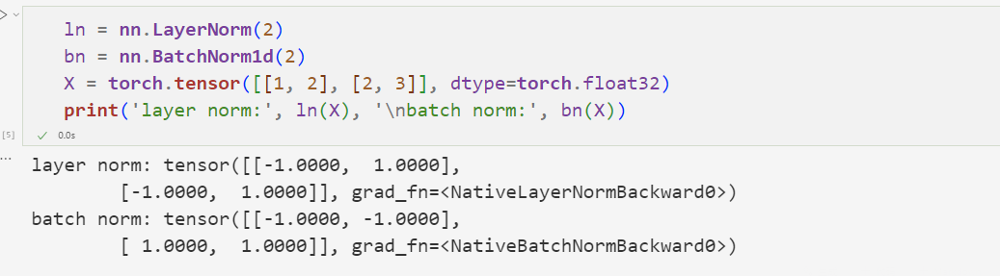 ln = nn.LayerNorm(2)
bn = nn.BatchNorm1d(2)
X = torch.tensor([[1, 2], [2, 3]], dtype=torch.float32)
print('layer norm:', ln(X), '\nbatch norm:', bn(X))
[5] ✓ 0.0s
... layer norm: tensor([[-1.0000,  1.0000],
        [-1.0000,  1.0000]], grad_fn=<NativeLayerNormBackward0>)
batch norm: tensor([[-1.0000, -1.0000],
        [ 1.0000,  1.0000]], grad_fn=<NativeBatchNormBackward0>)